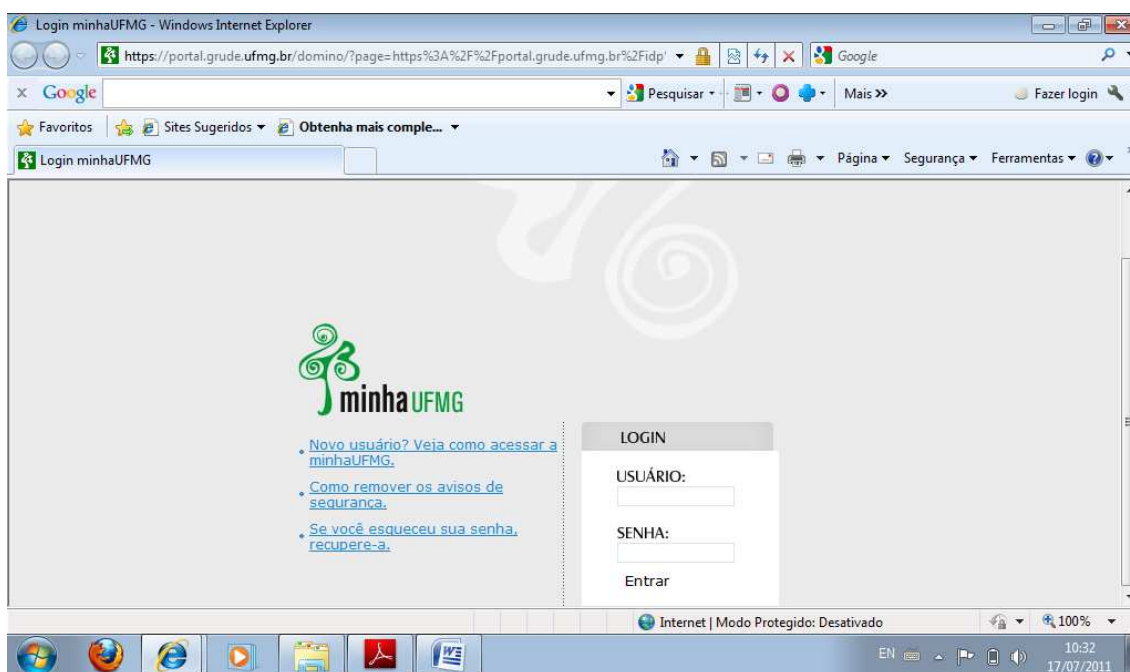 Login minhaUFMG - Windows Internet Explorer
https://portal.grude.ufmg.br/domino/?page=https%3A%2F%2Fportal.grude.ufmg.br%2Fidp'
Google
x Google
Pesquisar
Mais >>
Fazer login
Favoritos
Sites Sugeridos
Obtenha mais comple...
Login minhaUFMG
Página
Segurança
Ferramentas
minhaUFMG
Novo usuário? Veja como acessar a
minhaUFMG.
Como remover os avisos de
segurança.
Se você esqueceu sua senha,
recupere-a.
LOGIN
USUÁRIO:
SENHA:
Entrar
Internet | Modo Protegido: Desativado
100%
EN
10:32
17/07/2011